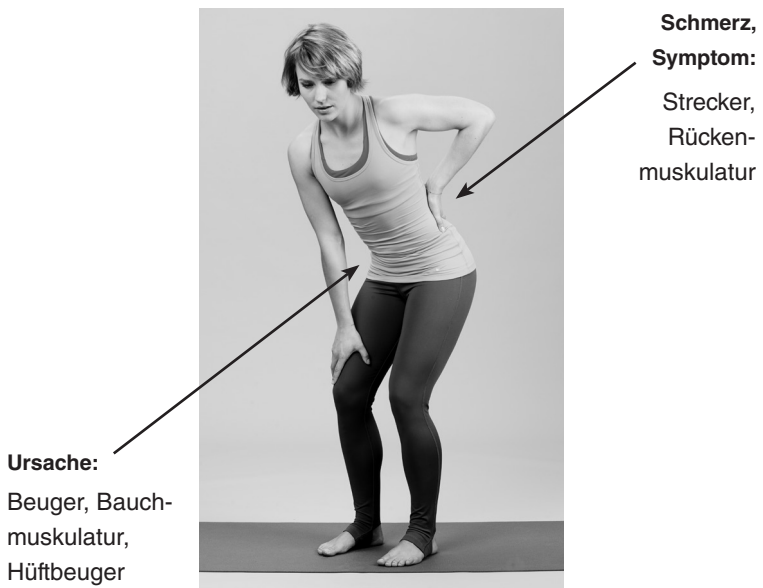 Schmerz,
Symptom:
Strecker,
Rücken-
muskulatur
Ursache:
Beuger, Bauch-
muskulatur,
Hüftbeuger